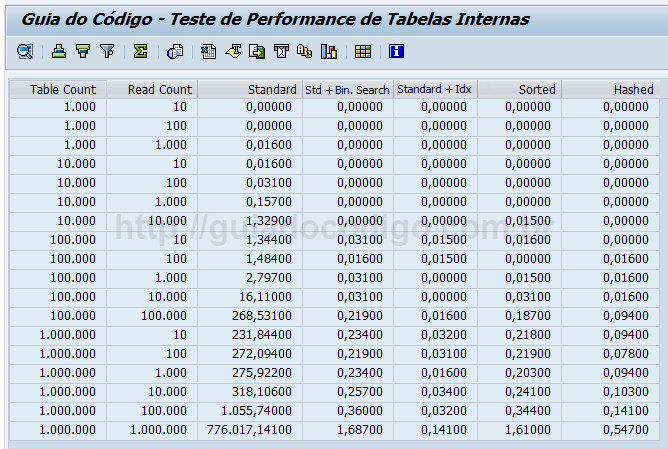 Guia do Código - Teste de Performance de Tabelas Internas
Table Count Read Count Standard Std + Bin. Search Standard + Idx Sorted Hashed
1.000 10 0,00000 0,00000 0,00000 0,00000 0,00000
1.000 100 0,00000 0,00000 0,00000 0,00000 0,00000
1.000 1.000 0,01600 0,00000 0,00000 0,00000 0,00000
10.000 10 0,01600 0,00000 0,00000 0,00000 0,00000
10.000 100 0,03100 0,00000 0,00000 0,00000 0,00000
10.000 1.000 0,15700 0,00000 0,00000 0,00000 0,00000
10.000 10.000 1,32900 0,00000 0,00000 0,01500 0,00000
http://guiadocodigo.com.br
100.000 10 1,34400 0,03100 0,01500 0,01600 0,00000
100.000 100 1,48400 0,01600 0,01500 0,00000 0,01600
100.000 1.000 2,79700 0,03100 0,00000 0,01500 0,01600
100.000 10.000 16,11000 0,03100 0,00000 0,03100 0,01600
100.000 100.000 268,53100 0,21900 0,01600 0,18700 0,09400
1.000.000 10 231,84400 0,23400 0,03200 0,21800 0,09400
1.000.000 100 272,09400 0,21900 0,03100 0,21900 0,07800
1.000.000 1.000 275,92200 0,23400 0,01600 0,20300 0,09400
1.000.000 10.000 318,10600 0,25700 0,03400 0,24100 0,10300
1.000.000 100.000 1.055,74000 0,36000 0,03200 0,34400 0,14100
1.000.000 1.000.000 776.017,14100 1,68700 0,14100 1,61000 0,54700